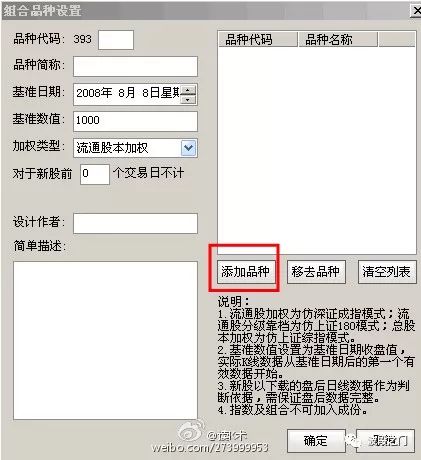 组合品种设置
品种代码: 393
品种简称:
基准日期: 2008年 8月 8日星期
基准数值: 1000
加权类型: 流通股本加权
对于新股前 0 个交易日不计
设计作者:
简单描述:
品种代码 品种名称
添加品种 移去品种 清空列表
说明:
1. 流通股加权为仿深证成指模式；流
通股分级靠档为仿上证180模式；总股
本加权为仿上证综指模式。
2. 基准数值设置为基准日期收盘值，
实际K线数据从基准日期后的第一个有
效数据开始。
3. 新股以下载的盘后日线数据作为判
断依据，需保证盘后数据完整。
4. 指数及组合不可加入成份。
确定
weibo.com/273999953